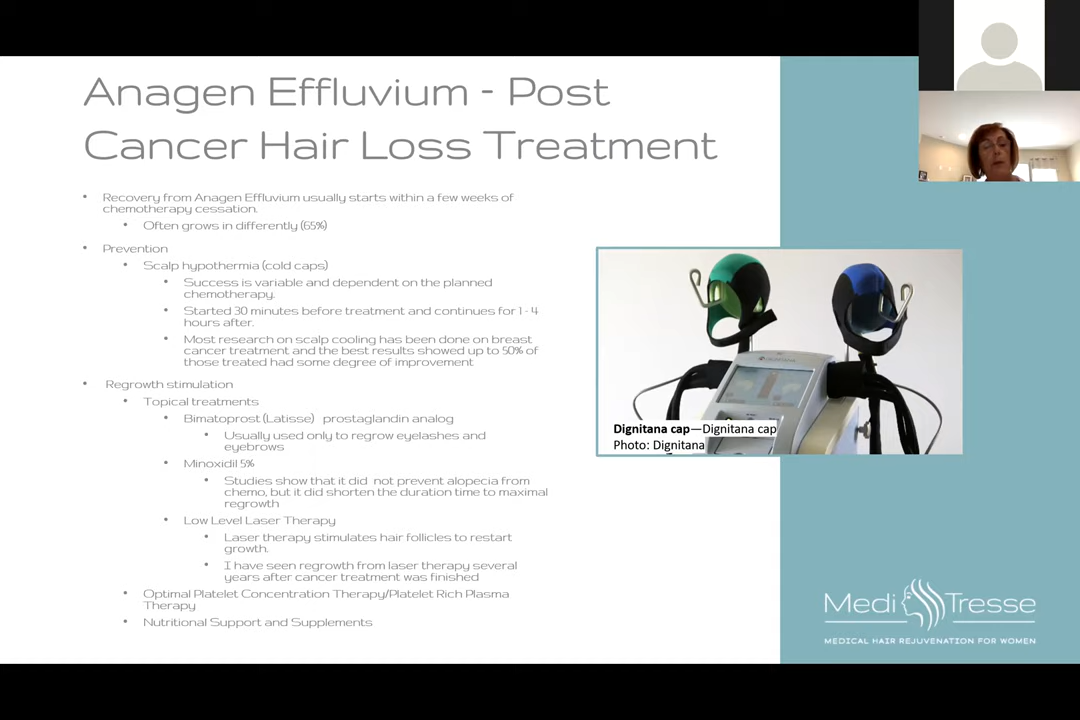 Anagen Effluvium - Post
Cancer Hair Loss Treatment
• Recovery from Anagen Effluvium usually starts within a few weeks of
chemotherapy cessation.
• Often grows in differently (65%)
• Prevention
• Scalp hypothermia (cold caps)
• Success is variable and dependent on the planned
chemotherapy.
• Started 30 minutes before treatment and continues for 1 - 4
hours after.
• Most research on scalp cooling has been done on breast
cancer treatment and the best results showed up to 50% of
those treated had some degree of improvement
• Regrowth stimulation
• Topical treatments
• Bimatoprost (Latisse) prostaglandin analog
• Usually used only to regrow eyelashes and
eyebrows
• Minoxidil 5%
• Studies show that it did not prevent alopecia from
chemo, but it did shorten the duration time to maximal
regrowth
• Low Level Laser Therapy
• Laser therapy stimulates hair follicles to restart
growth.
• I have seen regrowth from laser therapy several
years after cancer treatment was finished
• Optimal Platelet Concentration Therapy/Platelet Rich Plasma
Therapy
• Nutritional Support and Supplements
Dignitana cap—Dignitana cap
Photo: Dignitana
Medi Tresse
MEDICAL HAIR REJUVENATION FOR WOMEN